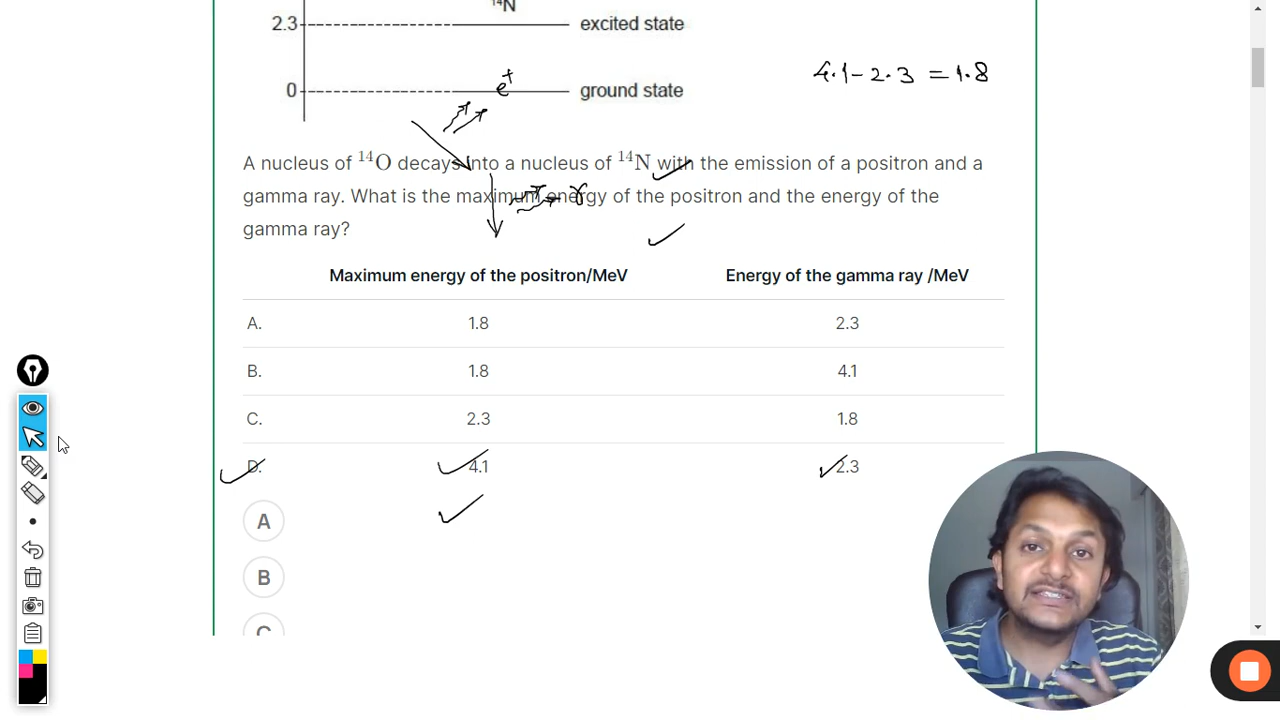 14N
2.3 excited state
4.1-2.3 = 1.8
e+
0 ground state
A nucleus of 14O decays into a nucleus of 14N with the emission of a positron and a
gamma ray. What is the maximum energy of the positron and the energy of the
γ
gamma ray?
Maximum energy of the positron/MeV Energy of the gamma ray /MeV
A. 1.8 2.3
B. 1.8 4.1
C. 2.3 1.8
D. 4.1 2.3
A
B
C